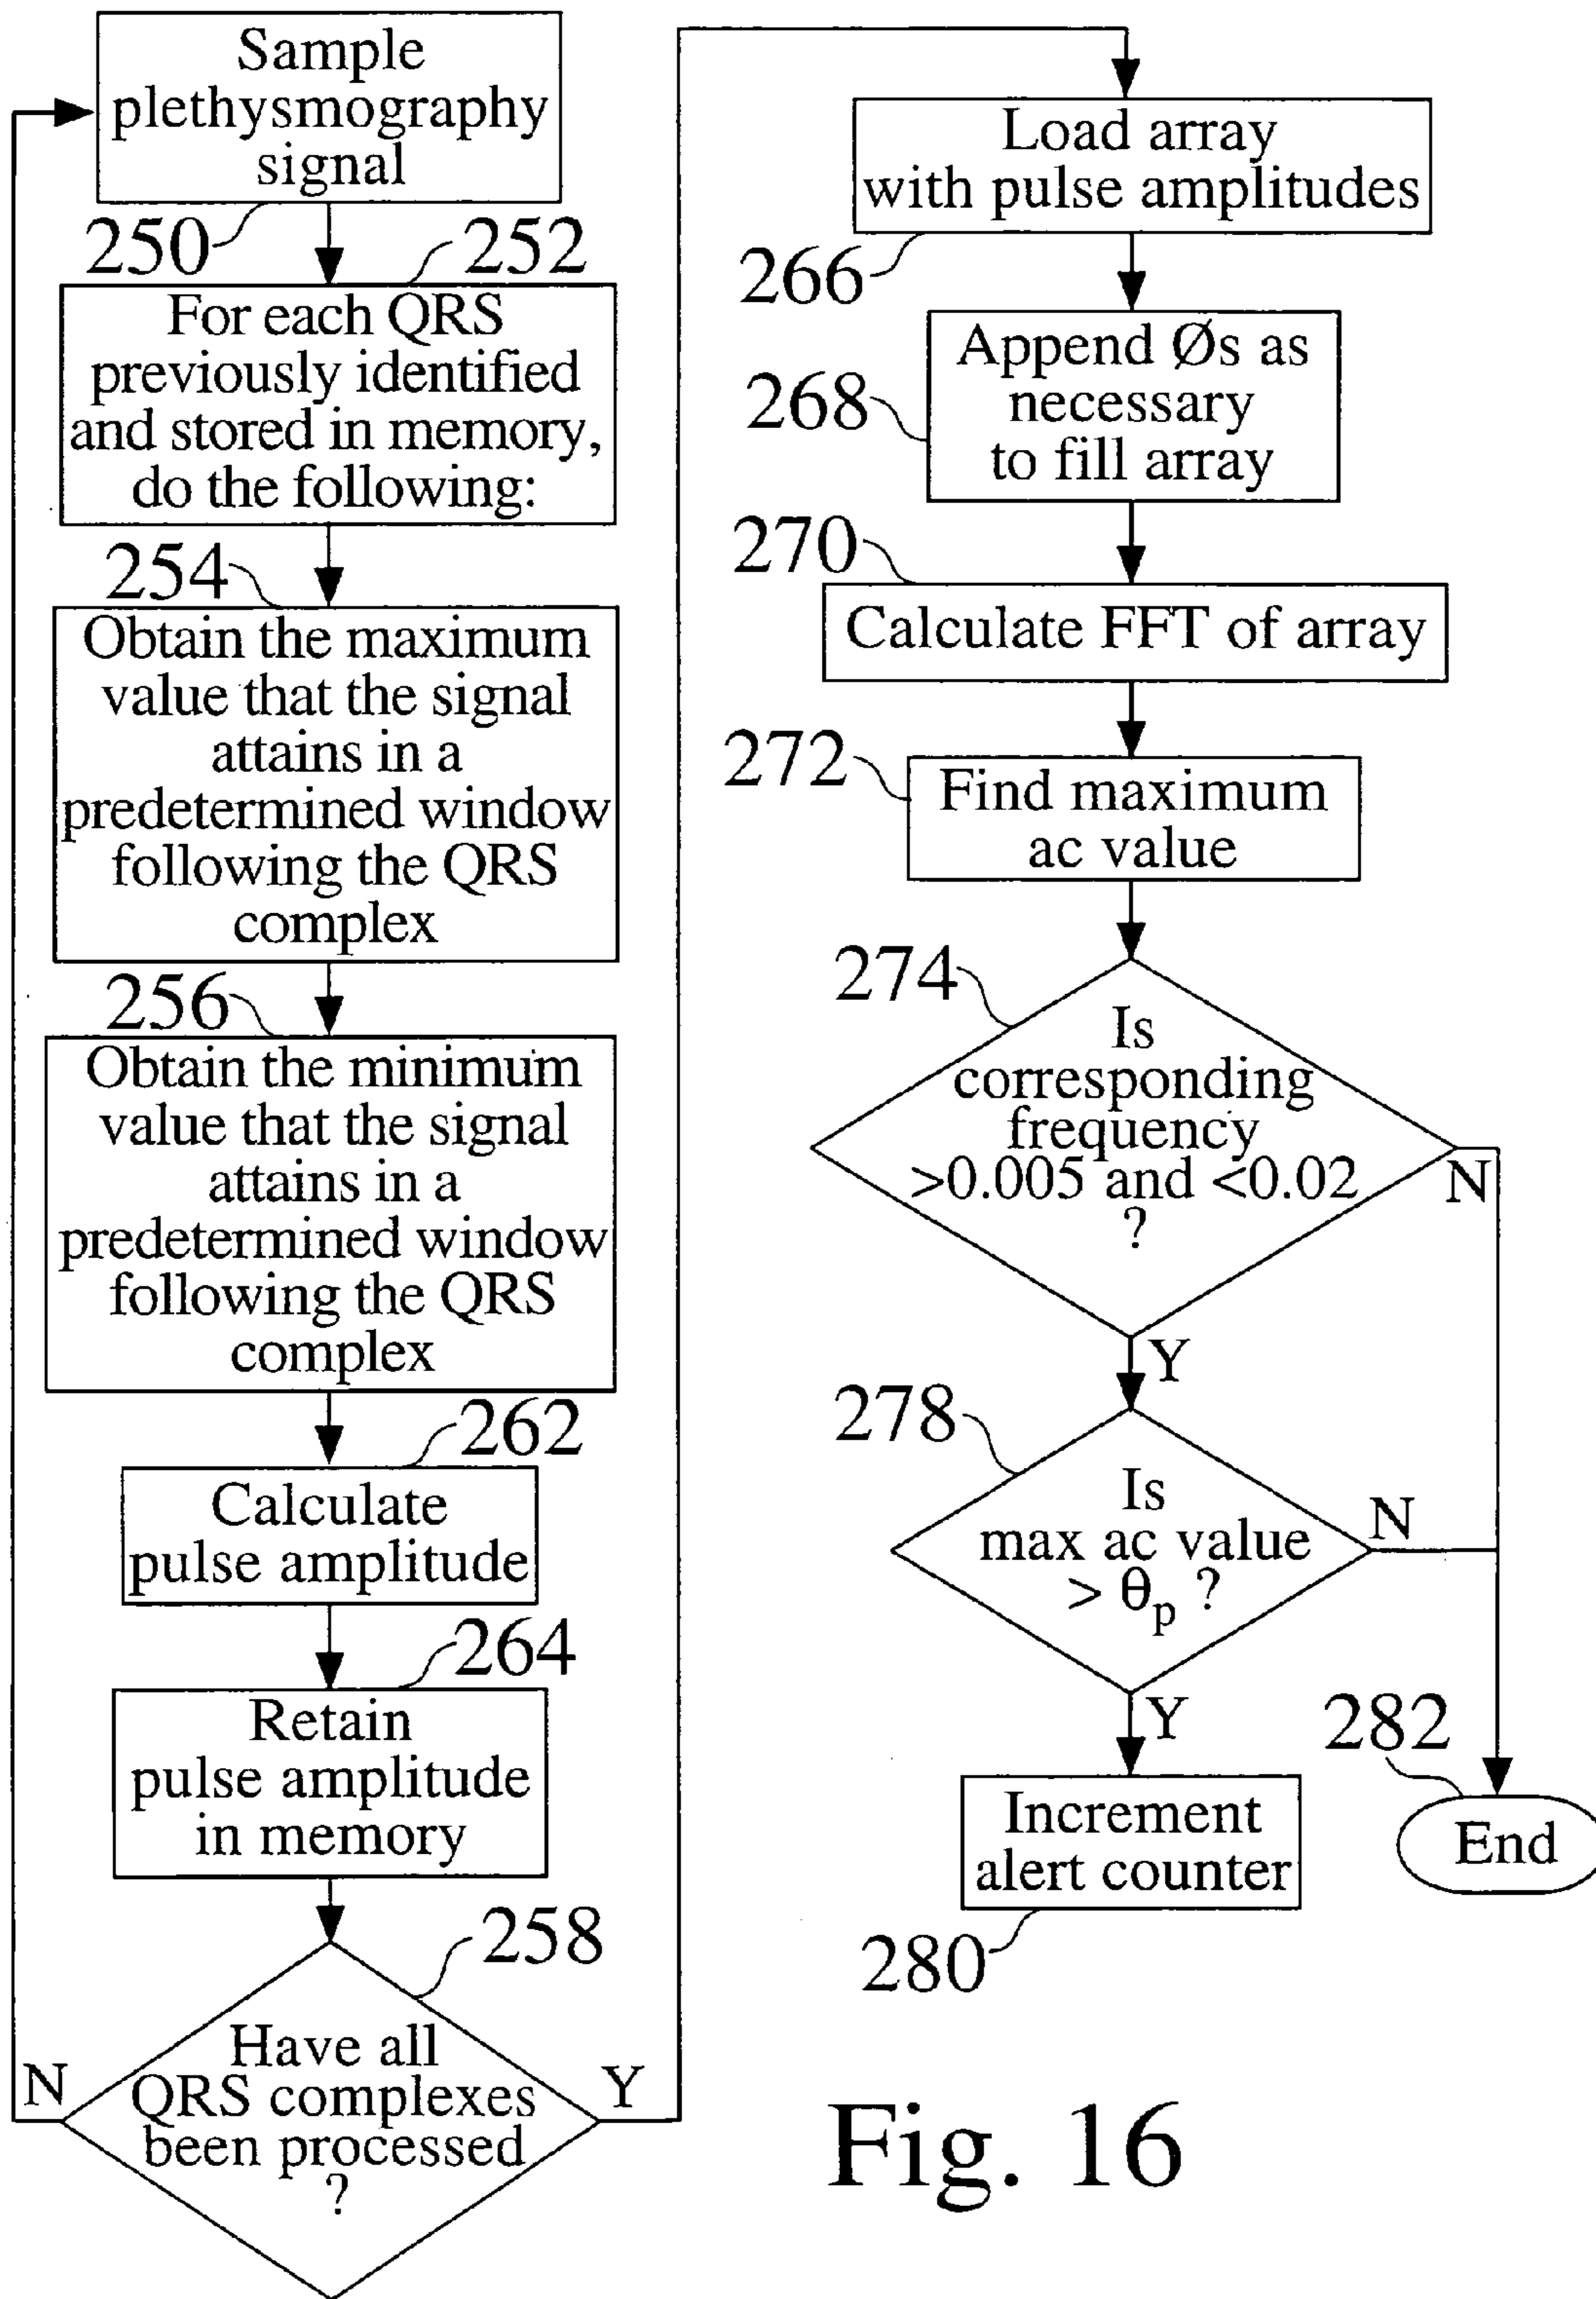 Sample
plethysmography
signal
250
252
For each QRS
previously identified
and stored in memory,
do the following:
254
Obtain the maximum
value that the signal
attains in a
predetermined window
following the QRS
complex
256
Obtain the minimum
value that the signal
attains in a
predetermined window
following the QRS
complex
262
Calculate
pulse amplitude
264
Retain
pulse amplitude
in memory
258
Have all
QRS complexes
been processed
?
N
Y
Load array
with pulse amplitudes
266
Append Øs as
necessary
to fill array
268
270
Calculate FFT of array
272
Find maximum
ac value
274
Is
corresponding
frequency
>0.005 and <0.02
?
N
Y
278
Is
max ac value
> θp ?
N
Y
Increment
alert counter
280
282
End
Fig. 16